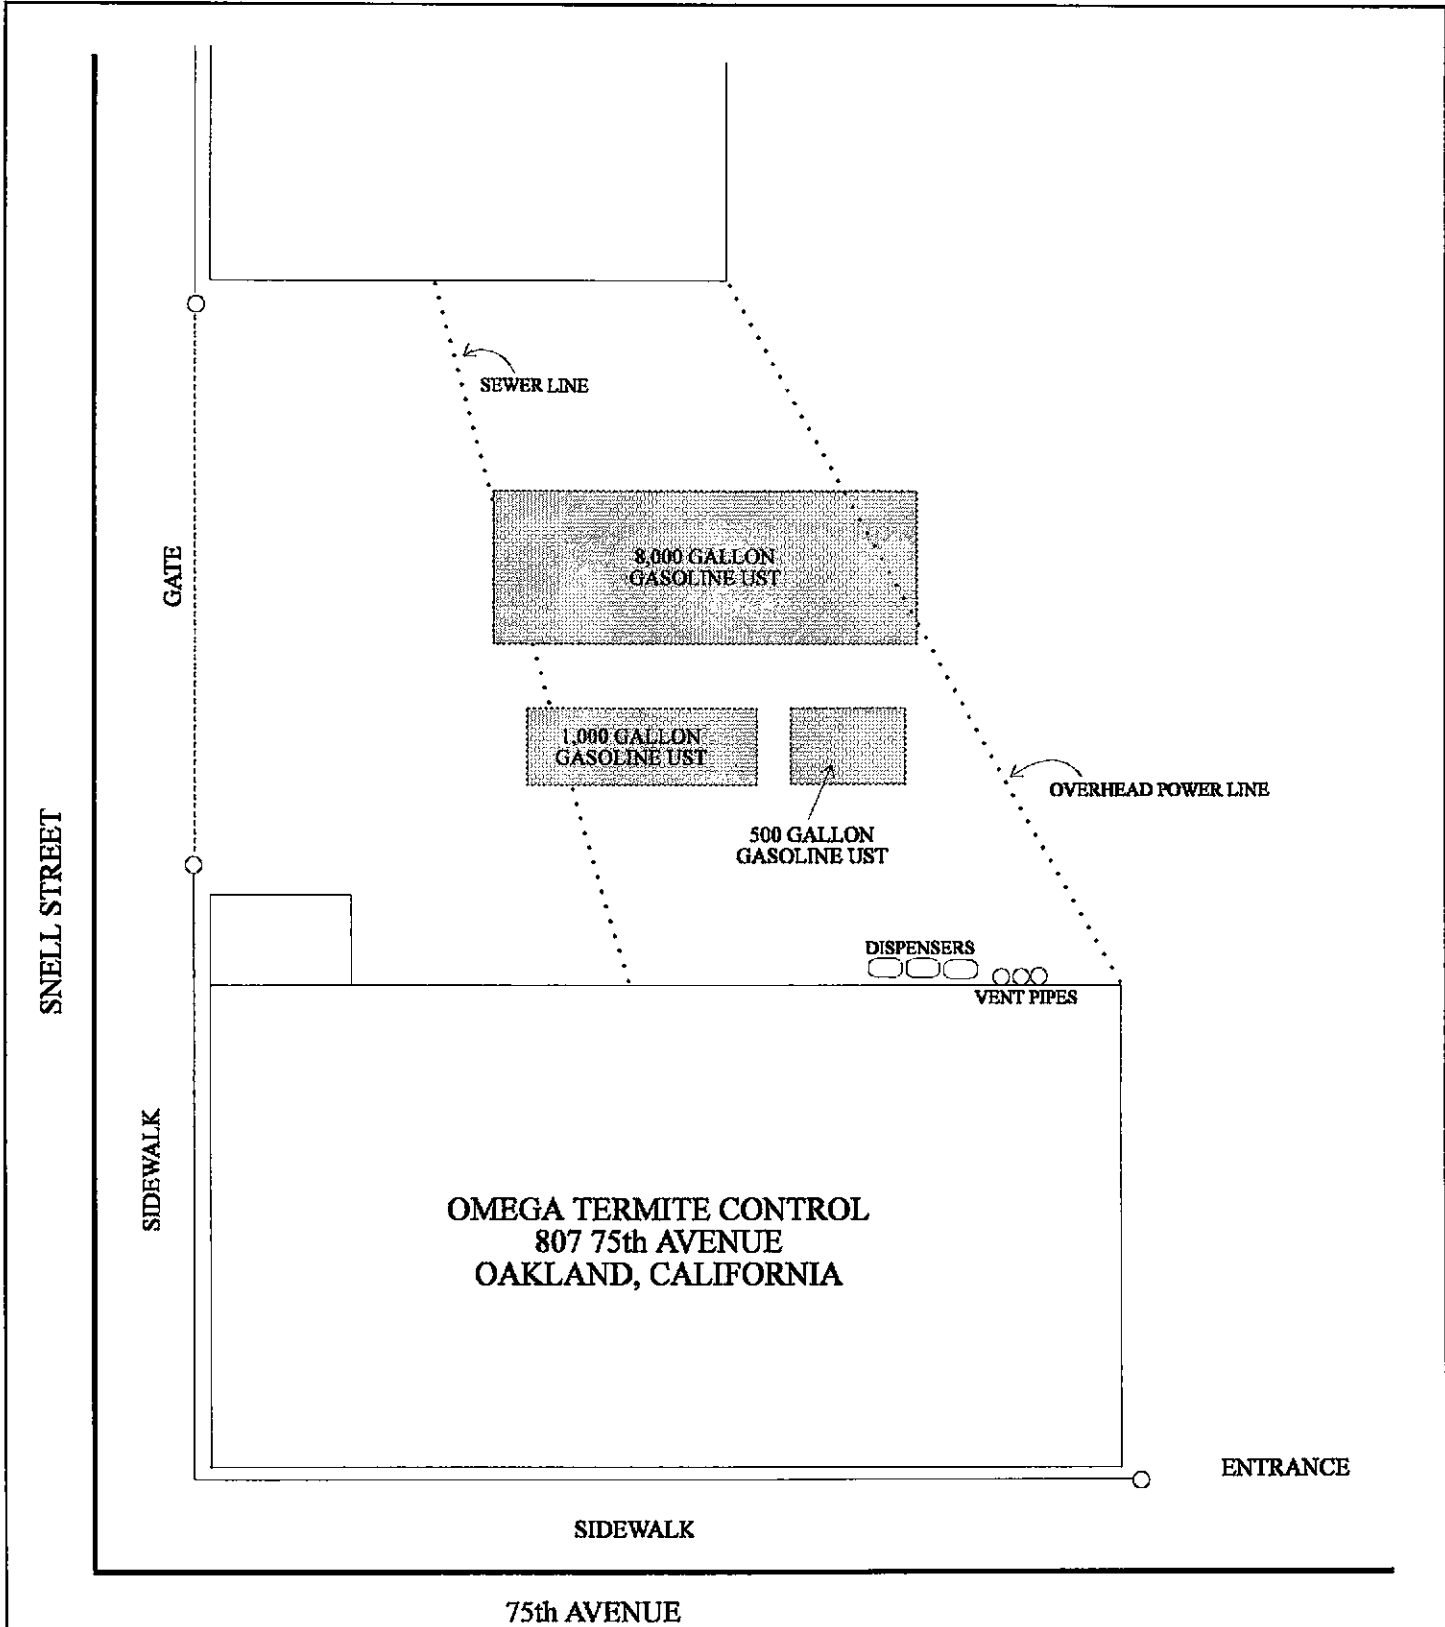 SEWER LINE
8,000 GALLON
GASOLINE UST
GATE
1,000 GALLON
GASOLINE UST
OVERHEAD POWER LINE
500 GALLON
GASOLINE UST
SNELL STREET
DISPENSERS
VENT PIPES
SIDEWALK
OMEGA TERMITE CONTROL
807 75th AVENUE
OAKLAND, CALIFORNIA
ENTRANCE
SIDEWALK
75th AVENUE